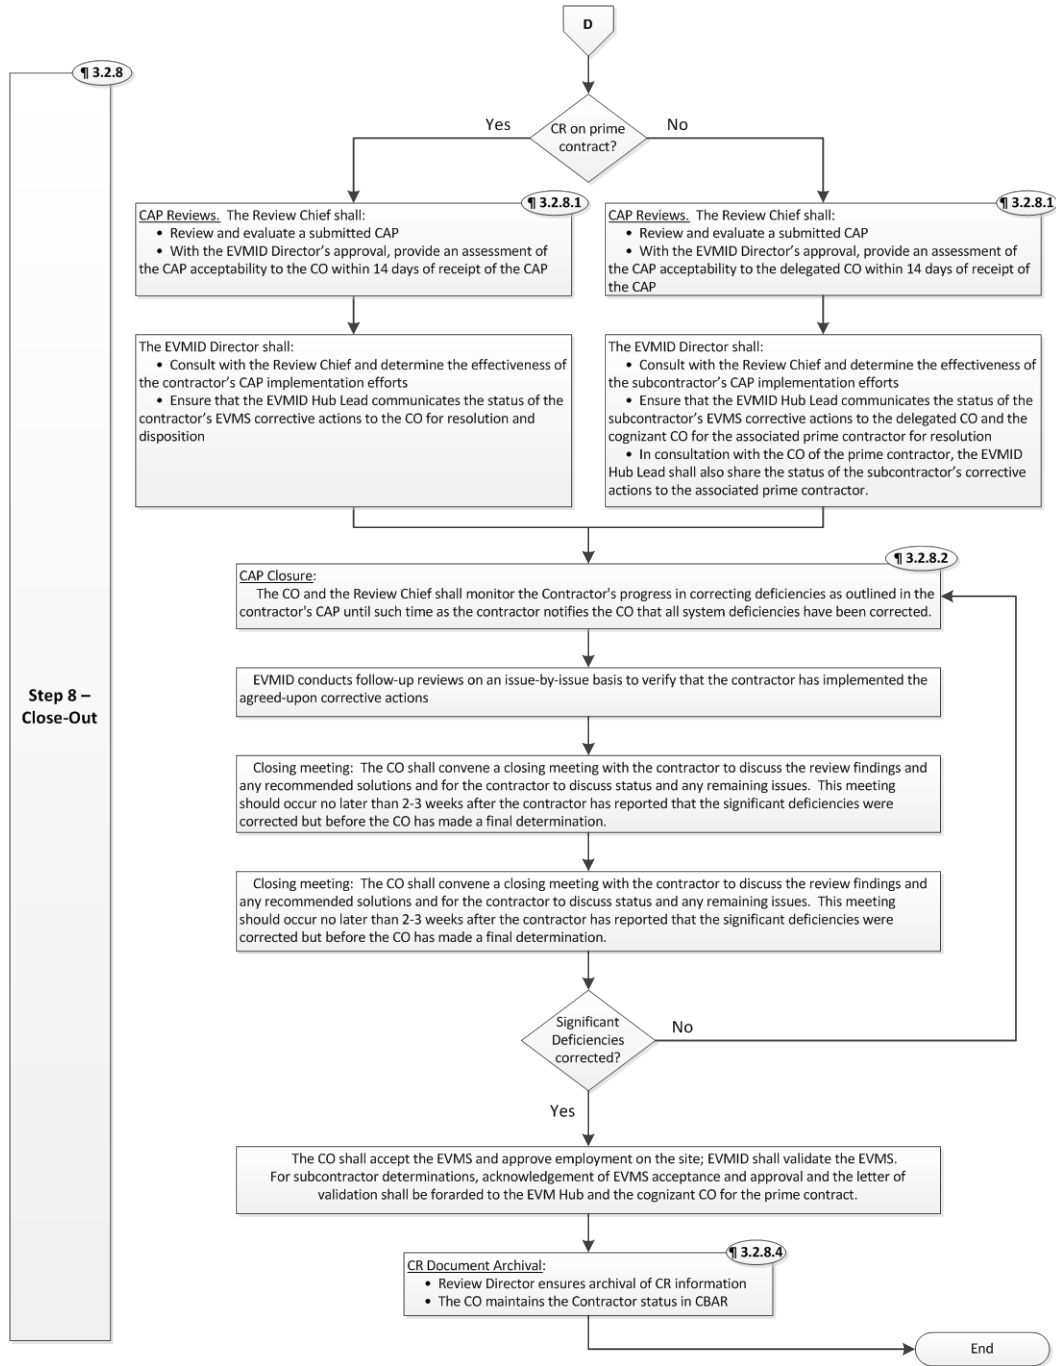 D
¶ 3.2.8
CR on prime
contract?
Yes
No
¶ 3.2.8.1
CAP Reviews. The Review Chief shall:
• Review and evaluate a submitted CAP
• With the EVMID Director's approval, provide an assessment of
the CAP acceptability to the CO within 14 days of receipt of the CAP
¶ 3.2.8.1
CAP Reviews. The Review Chief shall:
• Review and evaluate a submitted CAP
• With the EVMID Director's approval, provide an assessment of
the CAP acceptability to the delegated CO within 14 days of receipt of
the CAP
The EVMID Director shall:
• Consult with the Review Chief and determine the effectiveness of
the contractor's CAP implementation efforts
• Ensure that the EVMID Hub Lead communicates the status of the
contractor's EVMS corrective actions to the CO for resolution and
disposition
The EVMID Director shall:
• Consult with the Review Chief and determine the effectiveness of
the subcontractor's CAP implementation efforts
• Ensure that the EVMID Hub Lead communicates the status of the
subcontractor's EVMS corrective actions to the delegated CO and the
cognizant CO for the associated prime contractor for resolution
• In consultation with the CO of the prime contractor, the EVMID
Hub Lead shall also share the status of the subcontractor's corrective
actions to the associated prime contractor.
¶ 3.2.8.2
CAP Closure:
The CO and the Review Chief shall monitor the Contractor's progress in correcting deficiencies as outlined in the
contractor's CAP until such time as the contractor notifies the CO that all system deficiencies have been corrected.
Step 8 –
Close-Out
EVMID conducts follow-up reviews on an issue-by-issue basis to verify that the contractor has implemented the
agreed-upon corrective actions
Closing meeting: The CO shall convene a closing meeting with the contractor to discuss the review findings and
any recommended solutions and for the contractor to discuss status and any remaining issues. This meeting
should occur no later than 2-3 weeks after the contractor has reported that the significant deficiencies were
corrected but before the CO has made a final determination.
Closing meeting: The CO shall convene a closing meeting with the contractor to discuss the review findings and
any recommended solutions and for the contractor to discuss status and any remaining issues. This meeting
should occur no later than 2-3 weeks after the contractor has reported that the significant deficiencies were
corrected but before the CO has made a final determination.
Significant
Deficiencies
corrected?
No
Yes
The CO shall accept the EVMS and approve employment on the site; EVMID shall validate the EVMS.
For subcontractor determinations, acknowledgement of EVMS acceptance and approval and the letter of
validation shall be forarded to the EVM Hub and the cognizant CO for the prime contract.
¶ 3.2.8.4
CR Document Archival:
• Review Director ensures archival of CR information
• The CO maintains the Contractor status in CBAR
End